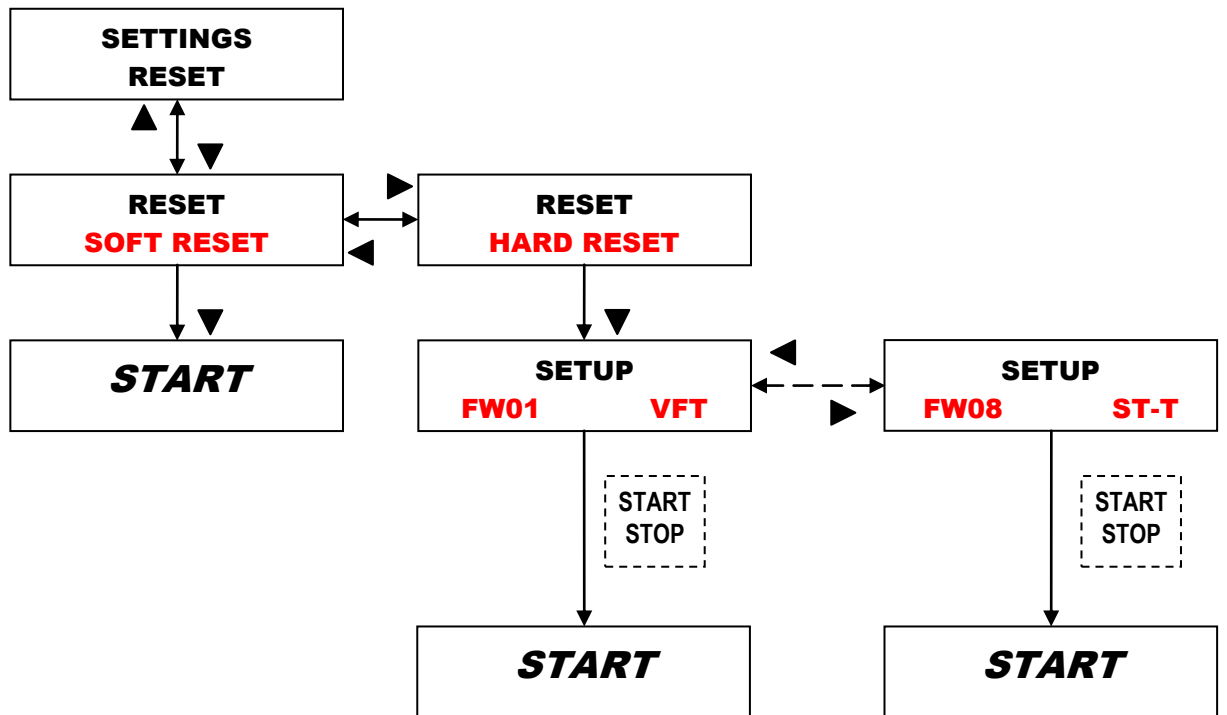 SETTINGS
RESET
RESET
SOFT RESET
RESET
HARD RESET
START
SETUP
FW01 VFT
SETUP
FW08 ST-T
START
STOP
START
STOP
START
START